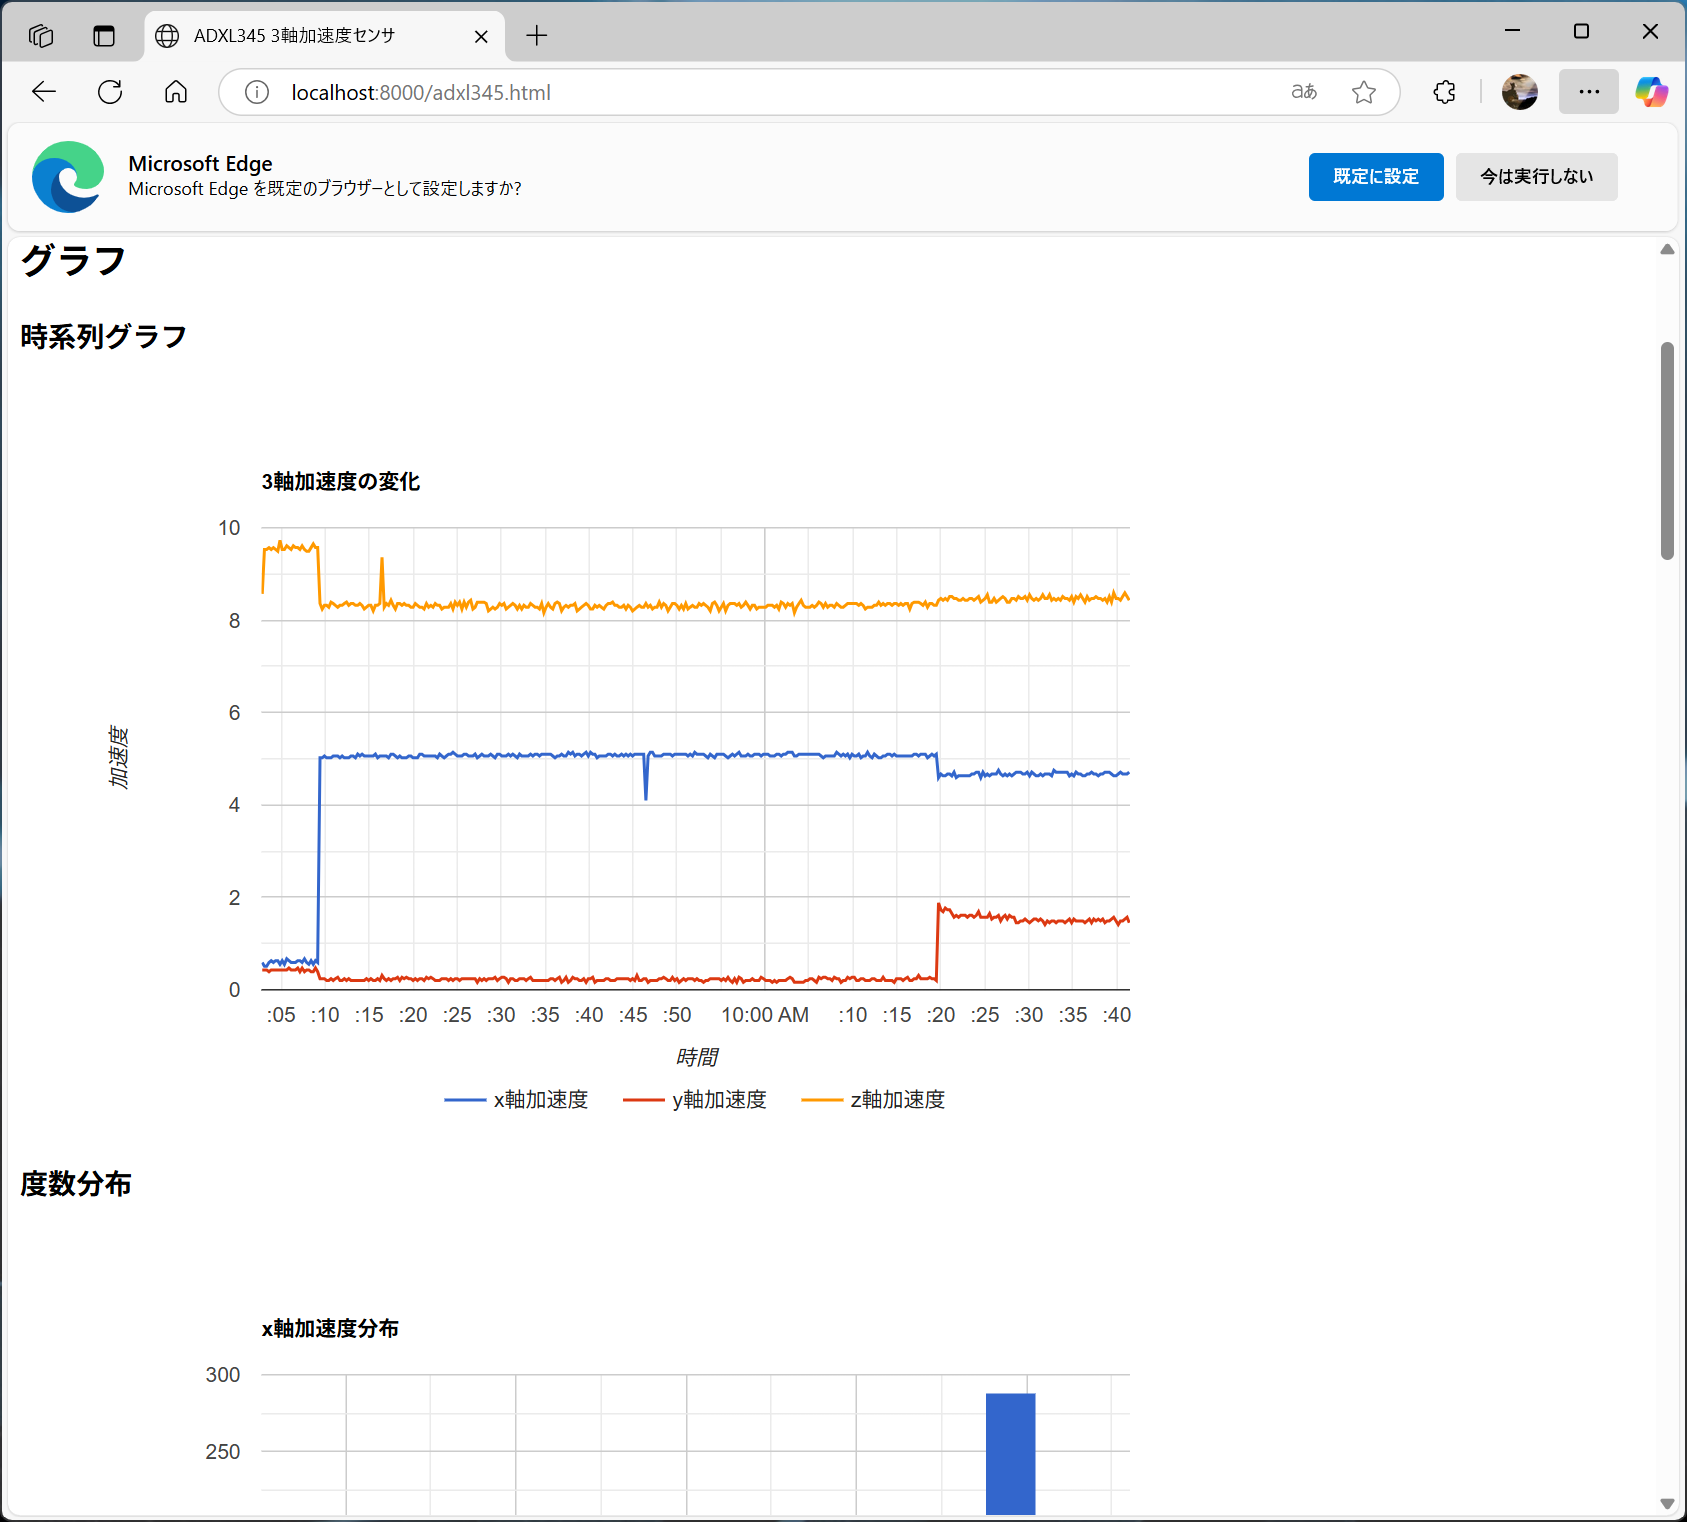 ADXL345 3軸加速度センサ
localhost:8000/adxl345.html
aあ
Microsoft Edge
Microsoft Edge を既定のブラウザーとして設定しますか?
既定に設定
今は実行しない
グラフ
時系列グラフ
3軸加速度の変化
10
8
6
4
2
0
加速度
:05 :10 :15 :20 :25 :30 :35 :40 :45 :50 10:00 AM :10 :15 :20 :25 :30 :35 :40
時間
x軸加速度 y軸加速度 z軸加速度
度数分布
x軸加速度分布
300
250